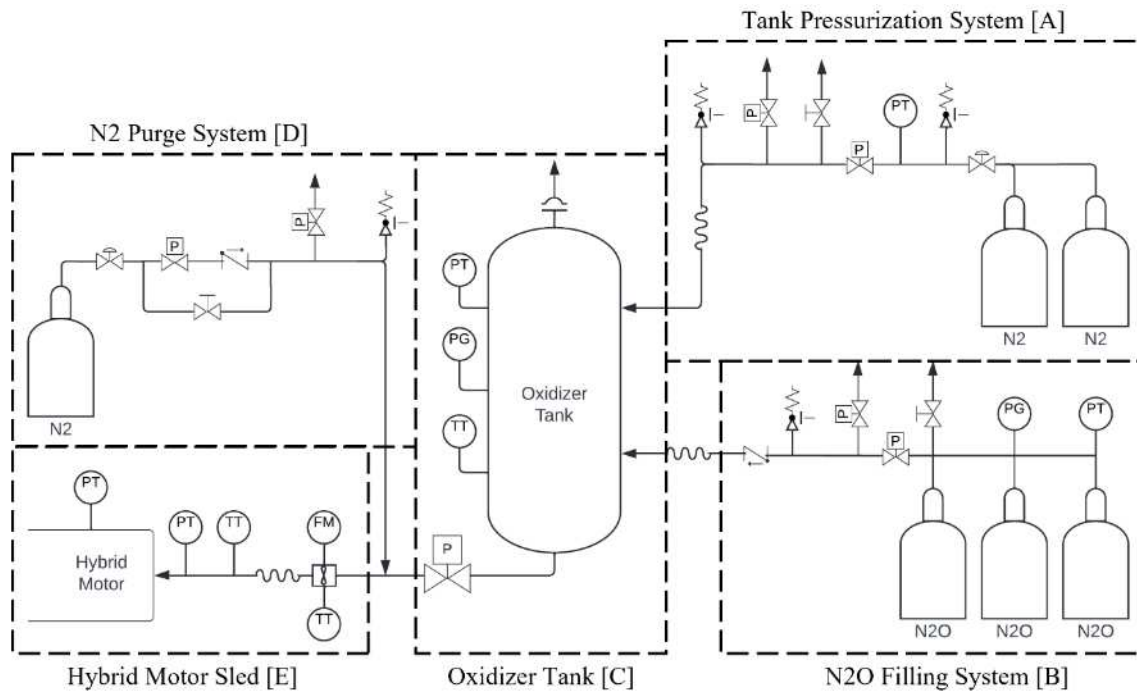 Tank Pressurization System [A]
N2 Purge System [D]
P
P
PT
P
N2
N2
P
P
N2
PT
PG
TT
Oxidizer
Tank
P
P
PG
PT
N2O
N2O
N2O
PT
Hybrid
Motor
PT
TT
FM
TT
P
Hybrid Motor Sled [E]
Oxidizer Tank [C]
N2O Filling System [B]